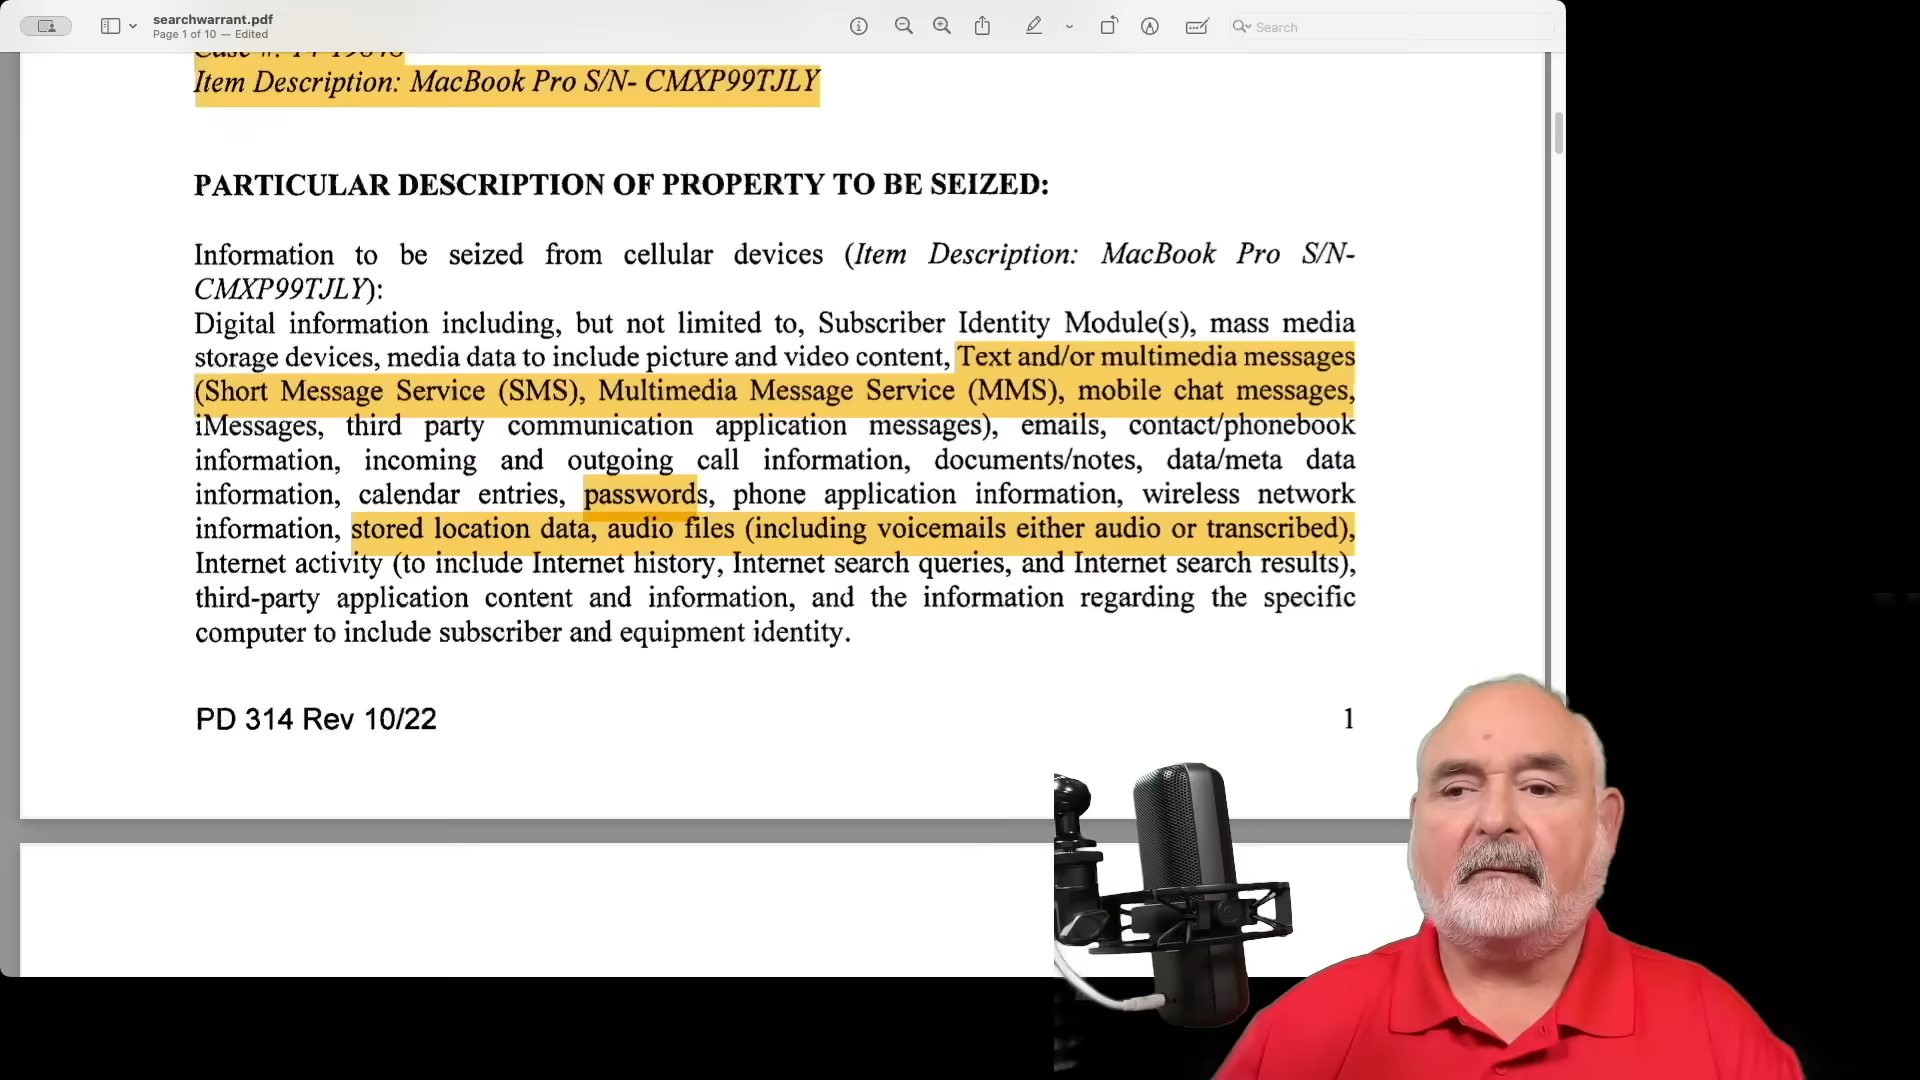 searchwarrant.pdf
Page 1 of 10 — Edited
Search
Item Description: MacBook Pro S/N- CMXP99TJLY
PARTICULAR DESCRIPTION OF PROPERTY TO BE SEIZED:
Information to be seized from cellular devices (Item Description: MacBook Pro S/N-
CMXP99TJLY):
Digital information including, but not limited to, Subscriber Identity Module(s), mass media
storage devices, media data to include picture and video content, Text and/or multimedia messages
(Short Message Service (SMS), Multimedia Message Service (MMS), mobile chat messages,
iMessages, third party communication application messages), emails, contact/phonebook
information, incoming and outgoing call information, documents/notes, data/meta data
information, calendar entries, passwords, phone application information, wireless network
information, stored location data, audio files (including voicemails either audio or transcribed),
Internet activity (to include Internet history, Internet search queries, and Internet search results),
third-party application content and information, and the information regarding the specific
computer to include subscriber and equipment identity.
PD 314 Rev 10/22
1